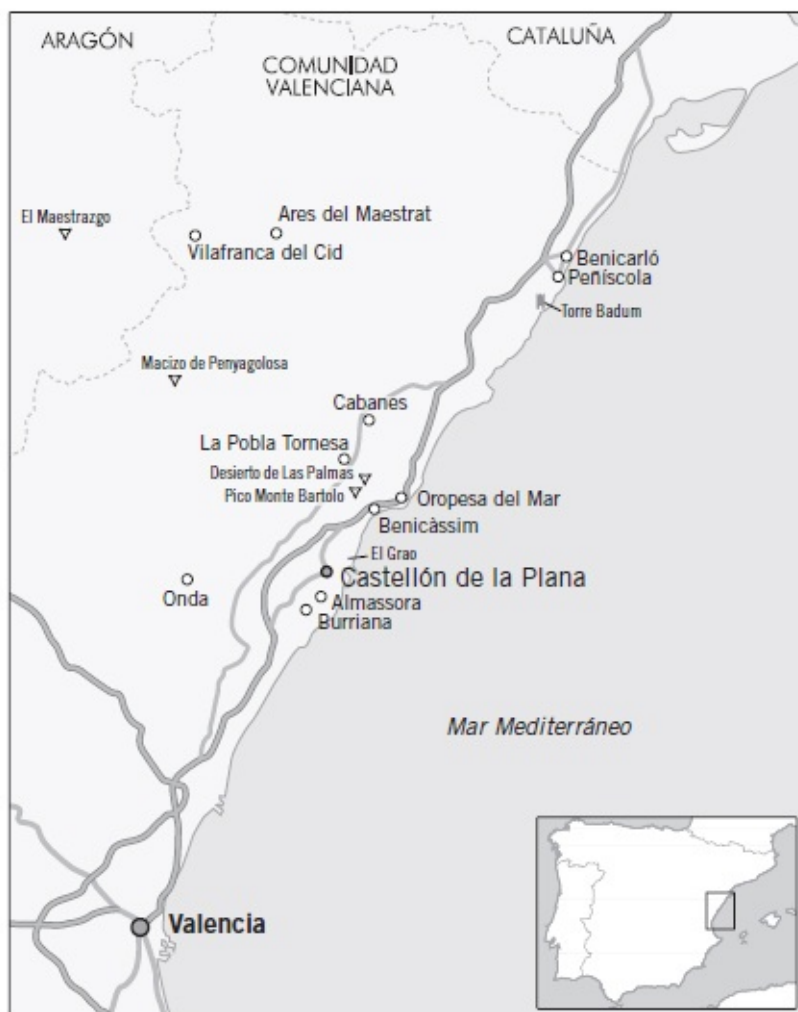 ARAGÓN
CATALUÑA
COMUNIDAD
VALENCIANA
El Maestrazgo
Ares del Maestrat
Vilafranca del Cid
Benicarló
Peñíscola
Torre Badum
Macizo de Penyagolosa
Cabanes
La Pobla Tornesa
Desierto de Las Palmas
Pico Monte Bartolo
Oropesa del Mar
Benicàssim
El Grao
Castellón de la Plana
Onda
Almassora
Burriana
Mar Mediterráneo
Valencia